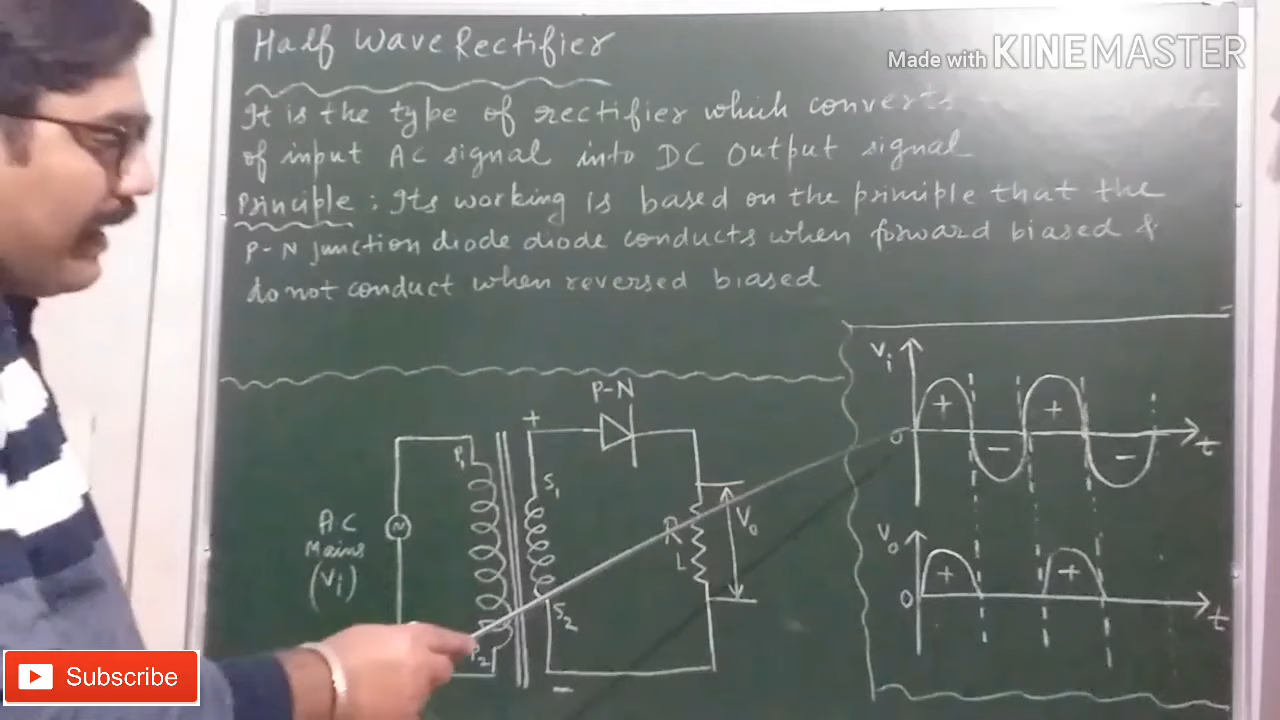 Half Wave Rectifier
Made with KINEMASTER
It is the type of rectifier which converts
of input AC signal into DC Output signal
Principle : Its working is based on the principle that the
P-N junction diode diode conducts when forward biased &
do not conduct when reversed biased
P-N
Vi
+
+
+
-
-
0
t
P1
S1
AC
Mains
(Vi)
~
RL
V0
S2
P2
-
V0
+
+
0
t
Subscribe